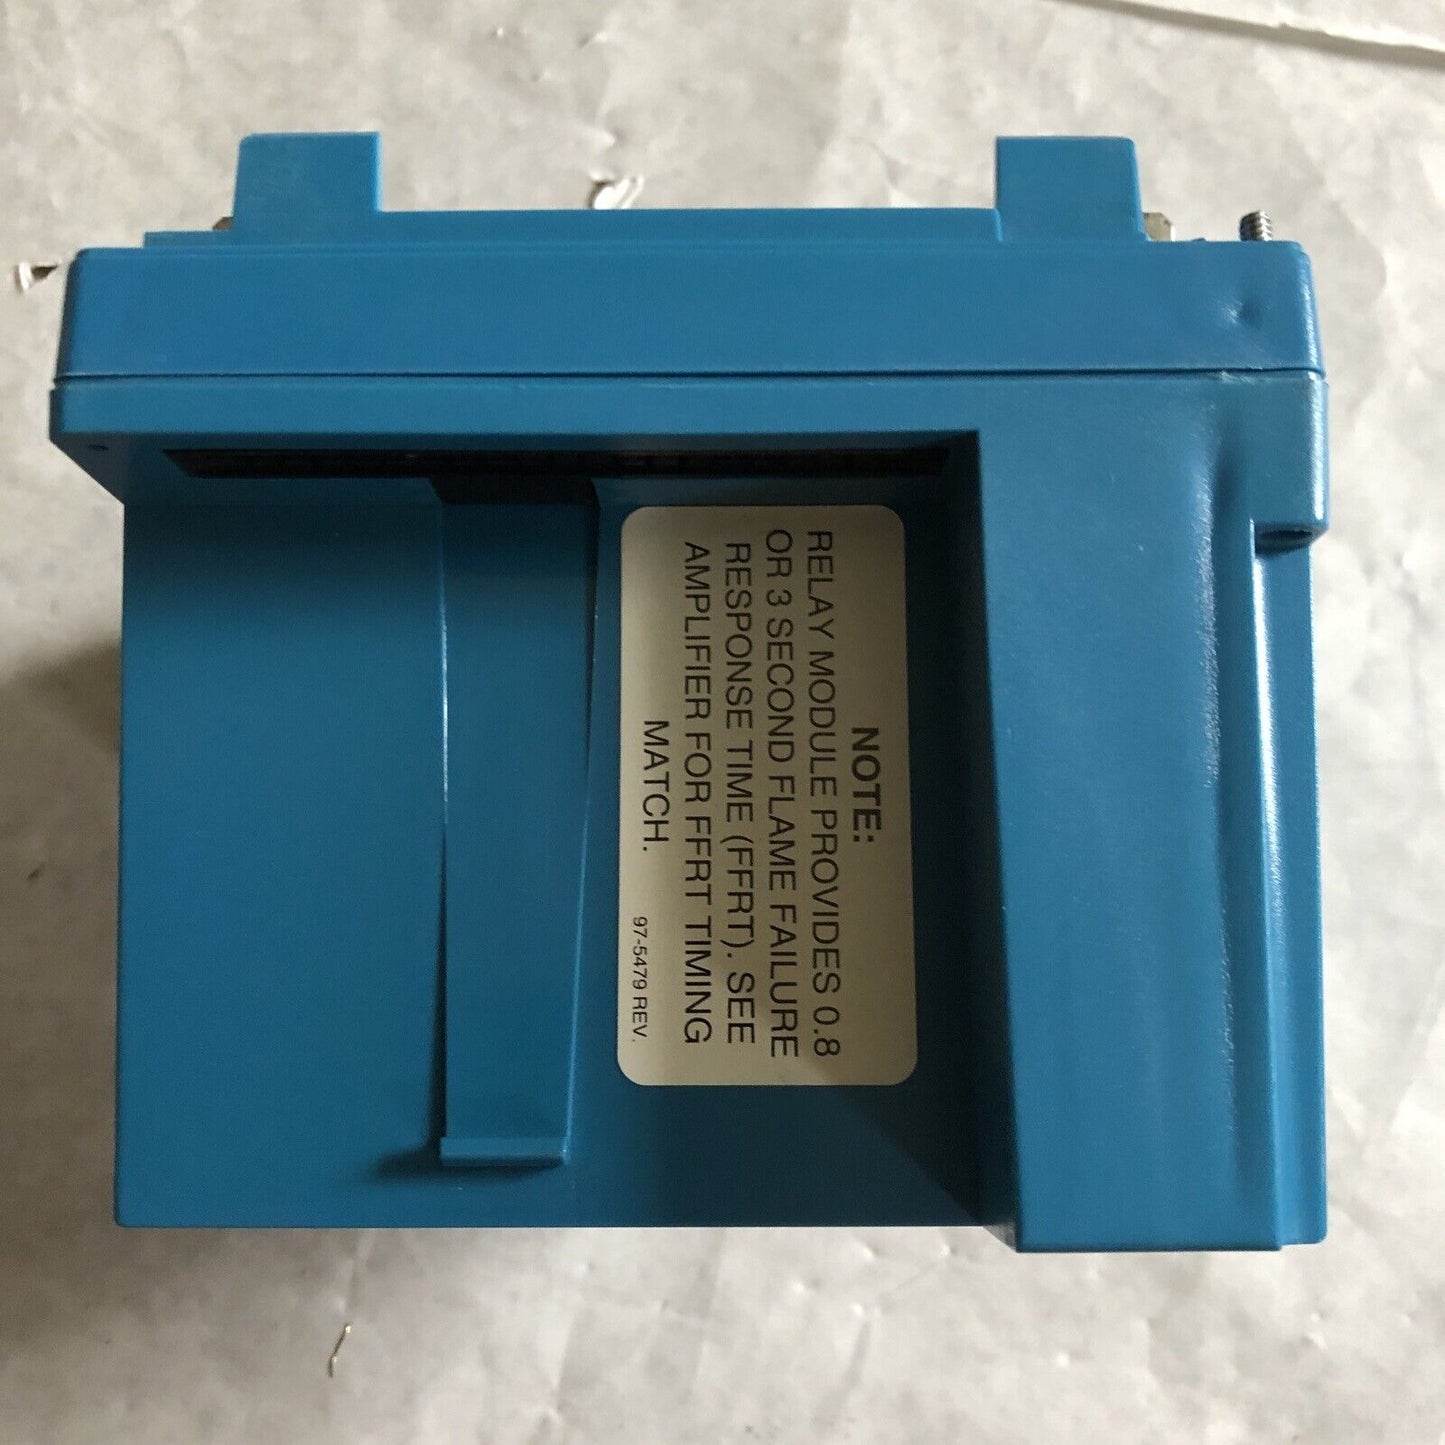 NOTE:
RELAY MODULE PROVIDES 0.8
OR 3 SECOND FLAME FAILURE
RESPONSE TIME (FFRT). SEE
AMPLIFIER FOR FFRT TIMING
MATCH.
97-5479 REV.